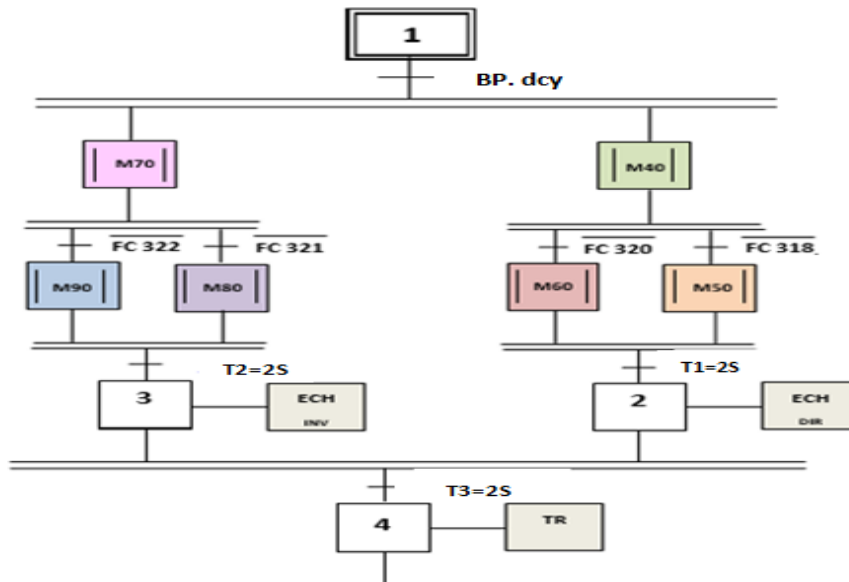 1
BP. dcy
M70
M40
FC 322
FC 321
FC 320
FC 318.
M90
M80
M60
M50
T2=2S
T1=2S
3
ECH
INV
2
ECH
DIR
T3=2S
4
TR